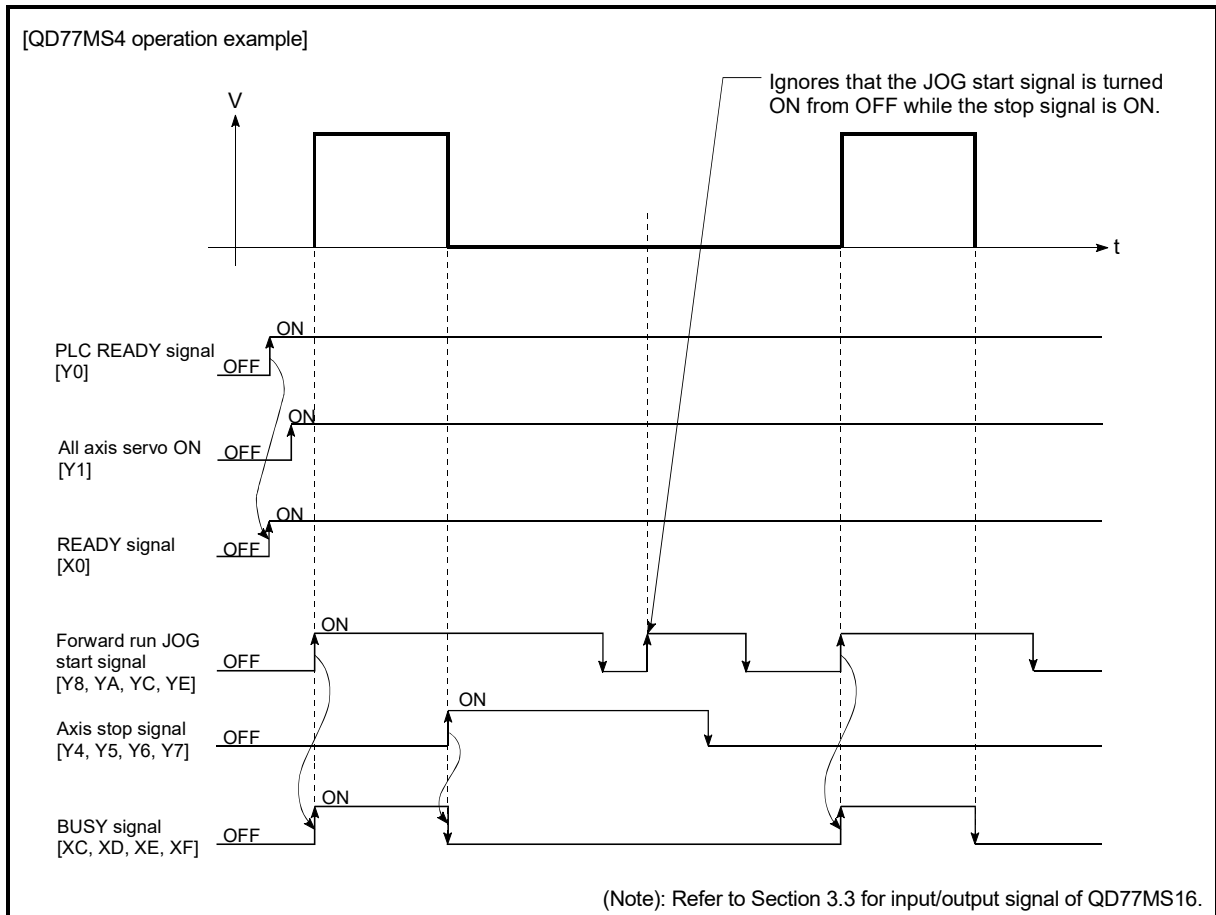 [QD77MS4 operation example]
Ignores that the JOG start signal is turned
ON from OFF while the stop signal is ON.
V
t
ON
PLC READY signal
[Y0]
OFF
ON
All axis servo ON
[Y1]
OFF
ON
READY signal
[X0]
OFF
ON
Forward run JOG
start signal
[Y8, YA, YC, YE]
OFF
ON
Axis stop signal
[Y4, Y5, Y6, Y7]
OFF
ON
BUSY signal
[XC, XD, XE, XF]
OFF
(Note): Refer to Section 3.3 for input/output signal of QD77MS16.